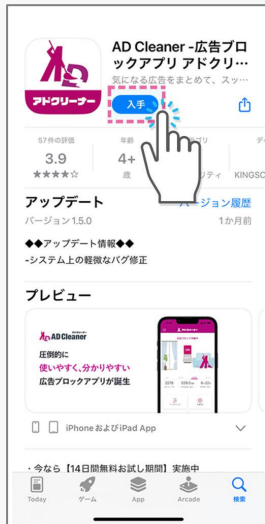 AD Cleaner -広告ブロ
ックアプリ アドクリ…
気になる広告をまとめて、スッ…
アドクリーナー
入手
57件の評価
年齢
3.9
4+
歳
KINGSC
アップデート
バージョン履歴
バージョン 1.5.0
1か月前
◆◆アップデート情報◆◆
-システム上の軽微なバグ修正
プレビュー
AD Cleaner
圧倒的に
使いやすく、分かりやすい
広告ブロックアプリが誕生
iPhoneおよびiPad App
・今なら【14日間無料お試し期間】実施中
Today
ゲーム
App
Arcade
検索